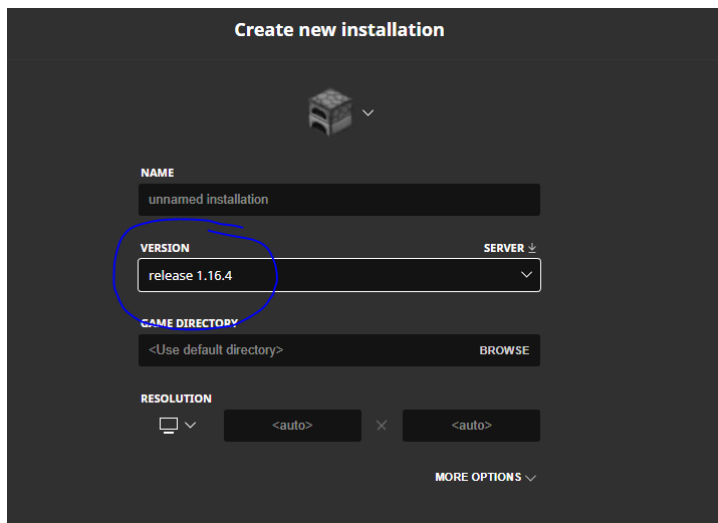 Create new installation
NAME
unnamed installation
VERSION
SERVER
release 1.16.4
GAME DIRECTORY
<Use default directory>
BROWSE
RESOLUTION
<auto>
<auto>
MORE OPTIONS